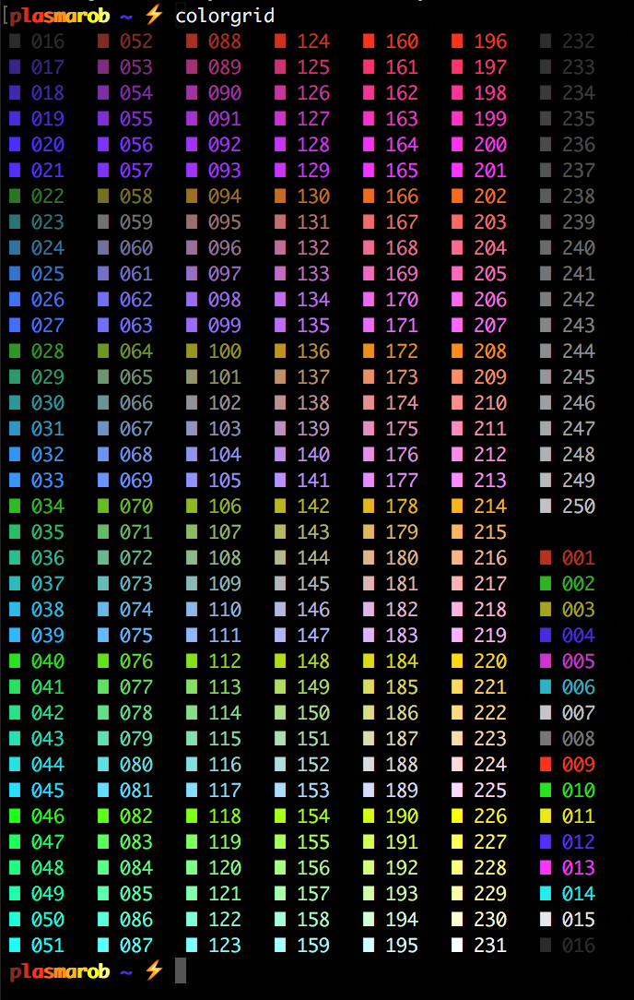 plasmarob ~ ⚡ colorgrid
■ 016 ■ 052 ■ 088 ■ 124 ■ 160 ■ 196 ■ 232
■ 017 ■ 053 ■ 089 ■ 125 ■ 161 ■ 197 ■ 233
■ 018 ■ 054 ■ 090 ■ 126 ■ 162 ■ 198 ■ 234
■ 019 ■ 055 ■ 091 ■ 127 ■ 163 ■ 199 ■ 235
■ 020 ■ 056 ■ 092 ■ 128 ■ 164 ■ 200 ■ 236
■ 021 ■ 057 ■ 093 ■ 129 ■ 165 ■ 201 ■ 237
■ 022 ■ 058 ■ 094 ■ 130 ■ 166 ■ 202 ■ 238
■ 023 ■ 059 ■ 095 ■ 131 ■ 167 ■ 203 ■ 239
■ 024 ■ 060 ■ 096 ■ 132 ■ 168 ■ 204 ■ 240
■ 025 ■ 061 ■ 097 ■ 133 ■ 169 ■ 205 ■ 241
■ 026 ■ 062 ■ 098 ■ 134 ■ 170 ■ 206 ■ 242
■ 027 ■ 063 ■ 099 ■ 135 ■ 171 ■ 207 ■ 243
■ 028 ■ 064 ■ 100 ■ 136 ■ 172 ■ 208 ■ 244
■ 029 ■ 065 ■ 101 ■ 137 ■ 173 ■ 209 ■ 245
■ 030 ■ 066 ■ 102 ■ 138 ■ 174 ■ 210 ■ 246
■ 031 ■ 067 ■ 103 ■ 139 ■ 175 ■ 211 ■ 247
■ 032 ■ 068 ■ 104 ■ 140 ■ 176 ■ 212 ■ 248
■ 033 ■ 069 ■ 105 ■ 141 ■ 177 ■ 213 ■ 249
■ 034 ■ 070 ■ 106 ■ 142 ■ 178 ■ 214 ■ 250
■ 035 ■ 071 ■ 107 ■ 143 ■ 179 ■ 215
■ 036 ■ 072 ■ 108 ■ 144 ■ 180 ■ 216 ■ 001
■ 037 ■ 073 ■ 109 ■ 145 ■ 181 ■ 217 ■ 002
■ 038 ■ 074 ■ 110 ■ 146 ■ 182 ■ 218 ■ 003
■ 039 ■ 075 ■ 111 ■ 147 ■ 183 ■ 219 ■ 004
■ 040 ■ 076 ■ 112 ■ 148 ■ 184 ■ 220 ■ 005
■ 041 ■ 077 ■ 113 ■ 149 ■ 185 ■ 221 ■ 006
■ 042 ■ 078 ■ 114 ■ 150 ■ 186 ■ 222 ■ 007
■ 043 ■ 079 ■ 115 ■ 151 ■ 187 ■ 223 ■ 008
■ 044 ■ 080 ■ 116 ■ 152 ■ 188 ■ 224 ■ 009
■ 045 ■ 081 ■ 117 ■ 153 ■ 189 ■ 225 ■ 010
■ 046 ■ 082 ■ 118 ■ 154 ■ 190 ■ 226 ■ 011
■ 047 ■ 083 ■ 119 ■ 155 ■ 191 ■ 227 ■ 012
■ 048 ■ 084 ■ 120 ■ 156 ■ 192 ■ 228 ■ 013
■ 049 ■ 085 ■ 121 ■ 157 ■ 193 ■ 229 ■ 014
■ 050 ■ 086 ■ 122 ■ 158 ■ 194 ■ 230 ■ 015
■ 051 ■ 087 ■ 123 ■ 159 ■ 195 ■ 231 ■ 016
plasmarob ~ ⚡